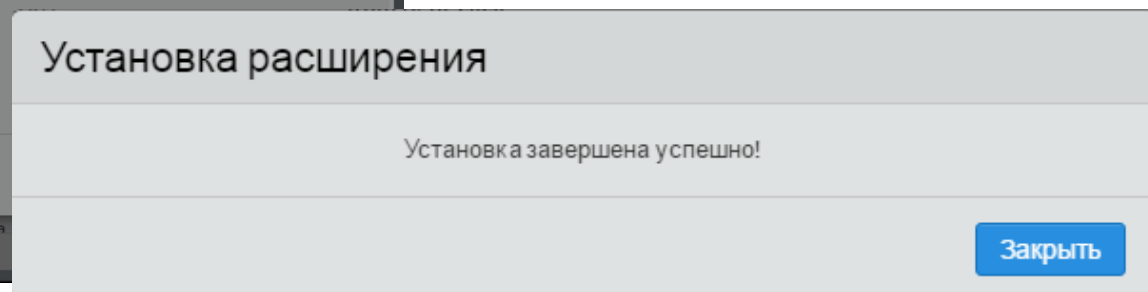 Установка расширения
Установка завершена успешно!
Закрыть